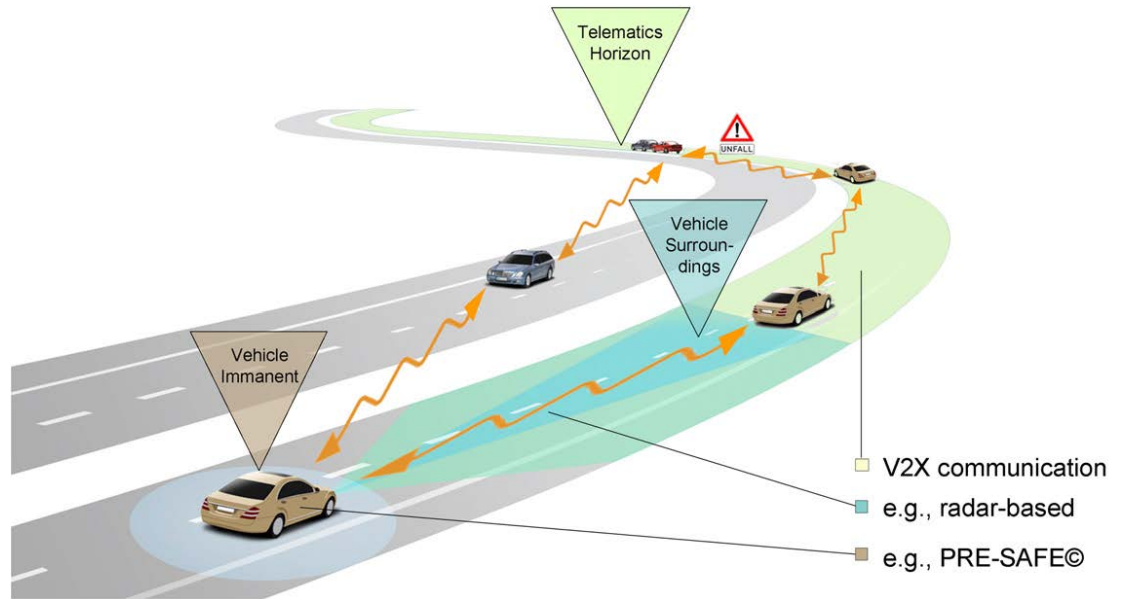 Telematics
Horizon
UNFALL
Vehicle
Surroun-
dings
Vehicle
Immanent
V2X communication
e.g., radar-based
e.g., PRE-SAFE©